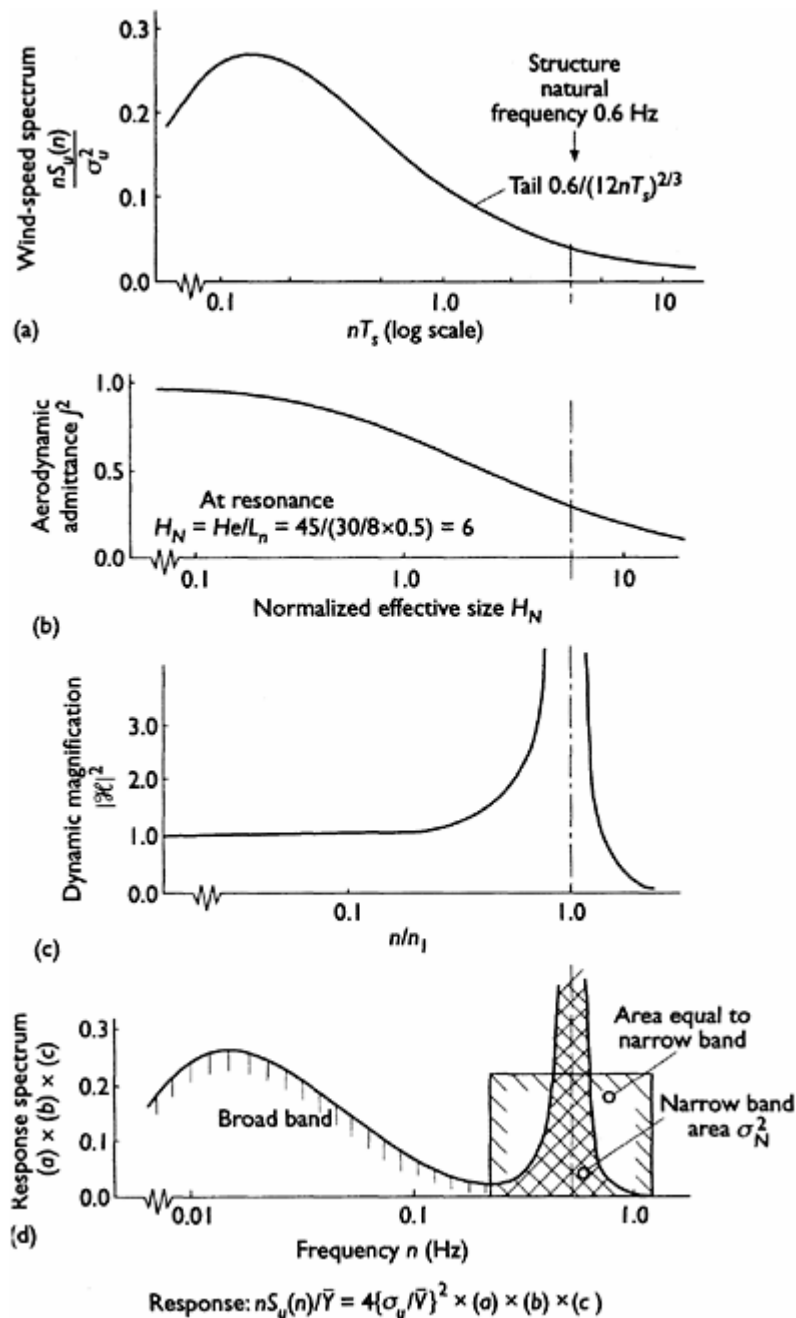 0.3
0.2
0.1
0.0
Wind-speed spectrum
nS_u(n)
σ_u^2
Structure
natural
frequency 0.6 Hz
Tail 0.6/(12nT_s)^{2/3}
0.1 1.0 10
nT_s (log scale)
(a)
1.0
0.5
0.0
Aerodynamic
admittance J^2
At resonance
H_N = He/L_n = 45/(30/8×0.5) = 6
0.1 1.0 10
Normalized effective size H_N
(b)
3.0
2.0
1.0
0.0
Dynamic magnification
|ℋ|^2
0.1 1.0
n/n_1
(c)
0.3
0.2
0.1
0.0
Response spectrum
(a) × (b) × (c)
Broad band
Area equal to
narrow band
Narrow band
area σ_N^2
0.01 0.1 1.0
(d)
Frequency n (Hz)
Response: nS_u(n)/Ȳ = 4{σ_u/V̄}^2 × (a) × (b) × (c)